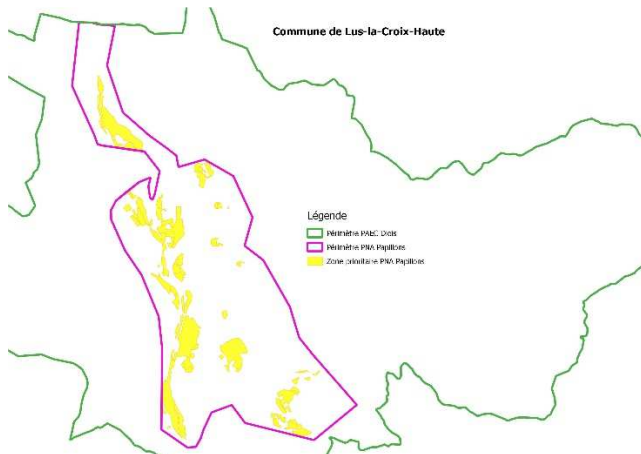 Commune de Lus-la-Croix-Haute
Légende
Périmètre PAEC Diois
Périmètre PNA Papillons
Zone prioritaire PNA Papillons